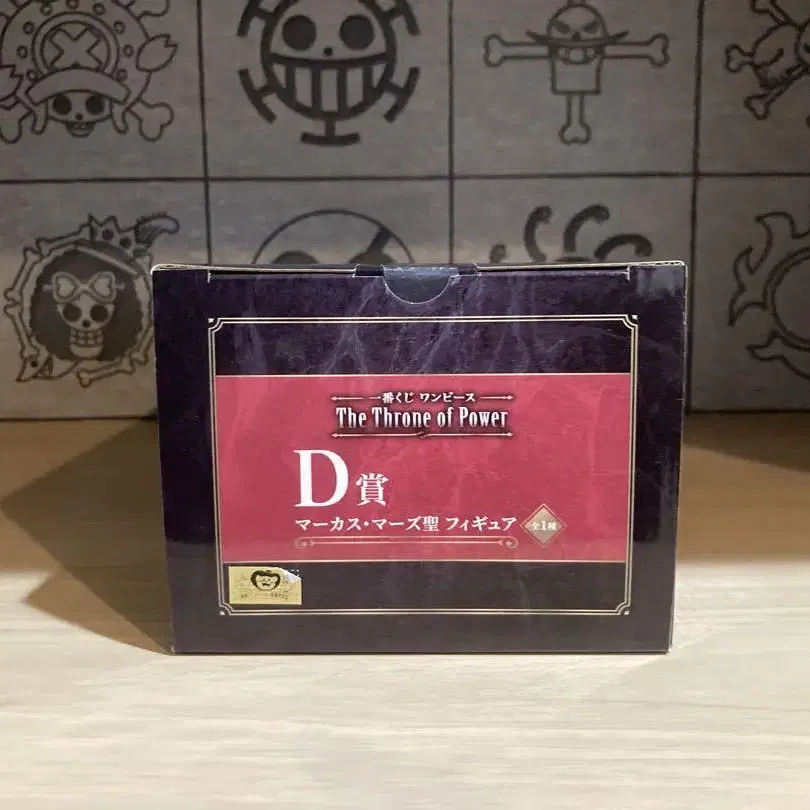 一番くじ ワンピース
The Throne of Power
D賞
マーカス・マーズ聖 フィギュア
全1種